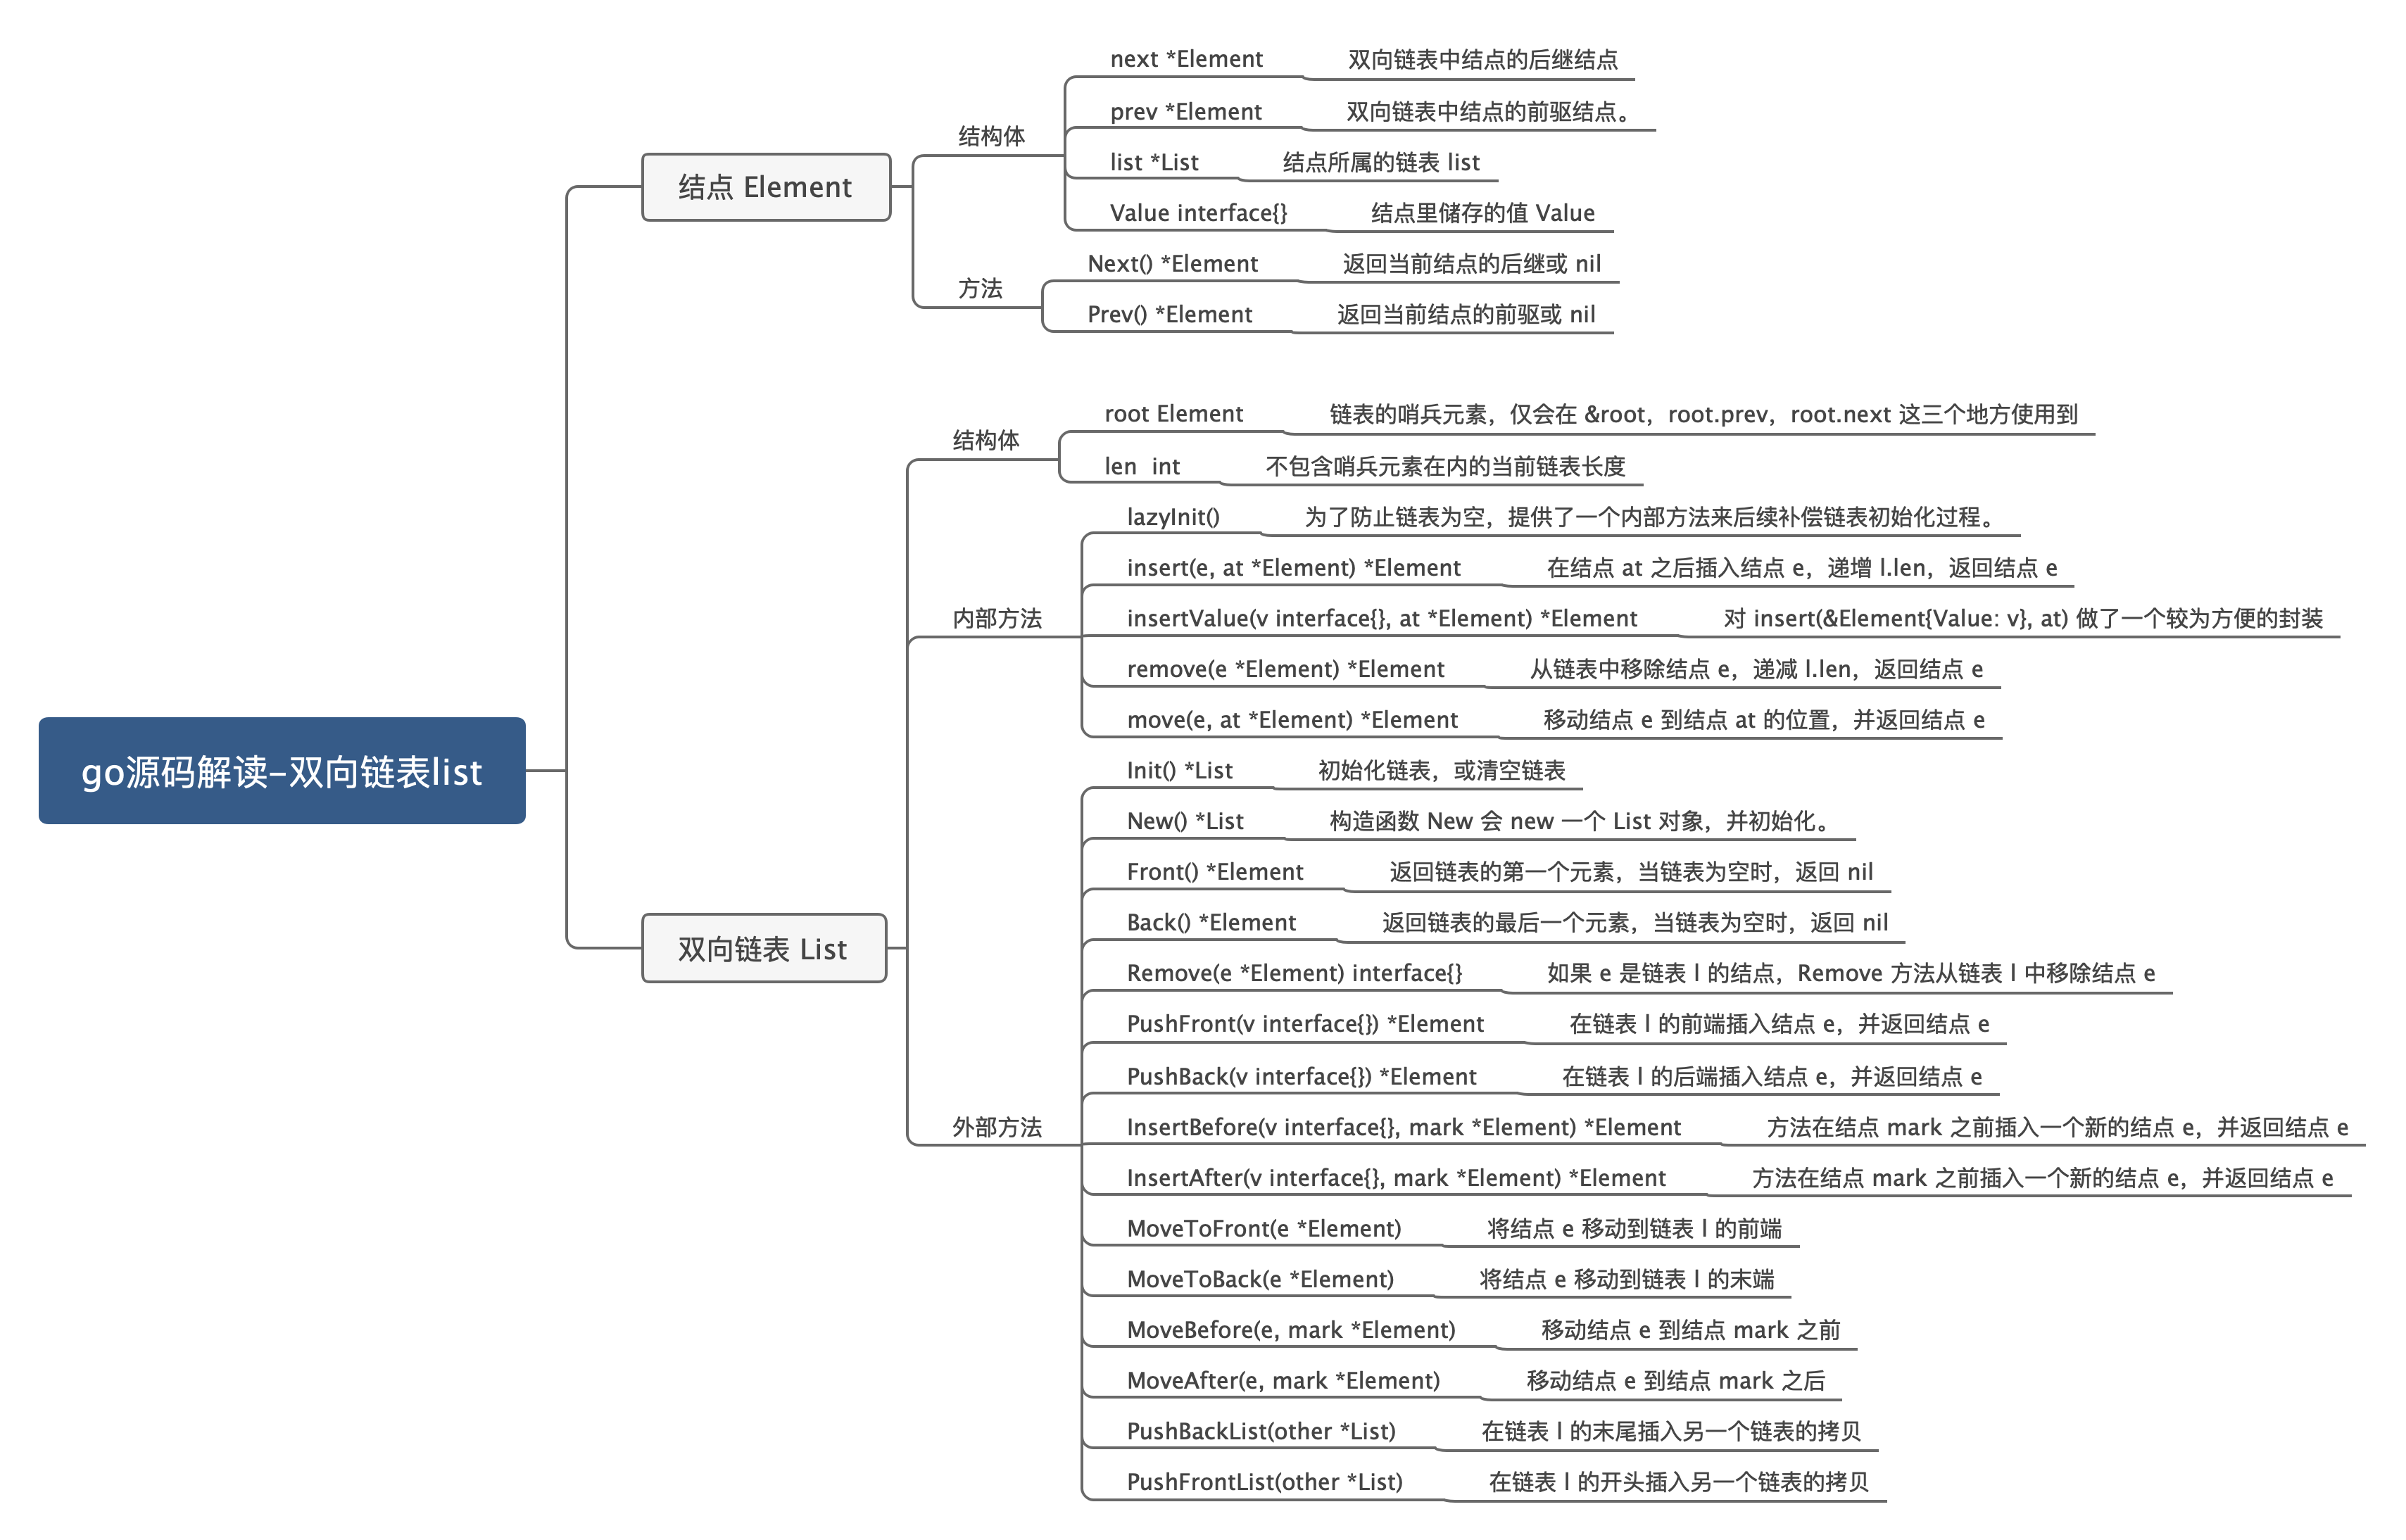 go源码解读-双向链表list
结点 Element
结构体
next *Element 双向链表中结点的后继结点
prev *Element 双向链表中结点的前驱结点。
list *List 结点所属的链表 list
Value interface{} 结点里储存的值 Value
方法
Next() *Element 返回当前结点的后继或 nil
Prev() *Element 返回当前结点的前驱或 nil
双向链表 List
结构体
root Element 链表的哨兵元素，仅会在 &root，root.prev，root.next 这三个地方使用到
len int 不包含哨兵元素在内的当前链表长度
内部方法
lazyInit() 为了防止链表为空，提供了一个内部方法来后续补偿链表初始化过程。
insert(e, at *Element) *Element 在结点 at 之后插入结点 e，递增 l.len，返回结点 e
insertValue(v interface{}, at *Element) *Element 对 insert(&Element{Value: v}, at) 做了一个较为方便的封装
remove(e *Element) *Element 从链表中移除结点 e，递减 l.len，返回结点 e
move(e, at *Element) *Element 移动结点 e 到结点 at 的位置，并返回结点 e
外部方法
Init() *List 初始化链表，或清空链表
New() *List 构造函数 New 会 new 一个 List 对象，并初始化。
Front() *Element 返回链表的第一个元素，当链表为空时，返回 nil
Back() *Element 返回链表的最后一个元素，当链表为空时，返回 nil
Remove(e *Element) interface{} 如果 e 是链表 l 的结点，Remove 方法从链表 l 中移除结点 e
PushFront(v interface{}) *Element 在链表 l 的前端插入结点 e，并返回结点 e
PushBack(v interface{}) *Element 在链表 l 的后端插入结点 e，并返回结点 e
InsertBefore(v interface{}, mark *Element) *Element 方法在结点 mark 之前插入一个新的结点 e，并返回结点 e
InsertAfter(v interface{}, mark *Element) *Element 方法在结点 mark 之前插入一个新的结点 e，并返回结点 e
MoveToFront(e *Element) 将结点 e 移动到链表 l 的前端
MoveToBack(e *Element) 将结点 e 移动到链表 l 的末端
MoveBefore(e, mark *Element) 移动结点 e 到结点 mark 之前
MoveAfter(e, mark *Element) 移动结点 e 到结点 mark 之后
PushBackList(other *List) 在链表 l 的末尾插入另一个链表的拷贝
PushFrontList(other *List) 在链表 l 的开头插入另一个链表的拷贝